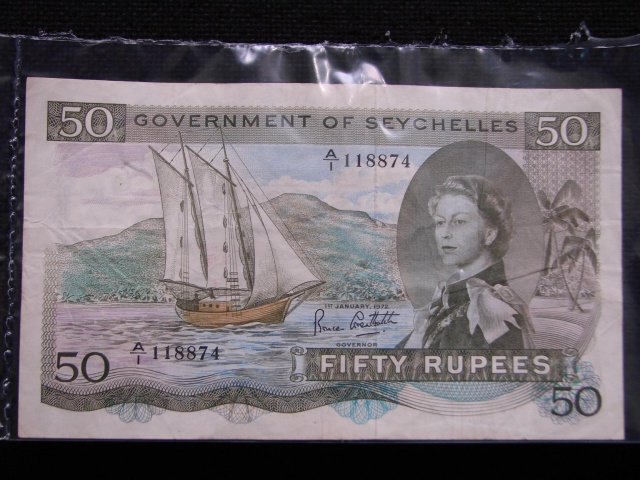 50 GOVERNMENT OF SEYCHELLES 50
A/1 118874
1ST JANUARY, 1972.
GOVERNOR
A/1 118874
50 FIFTY RUPEES 50